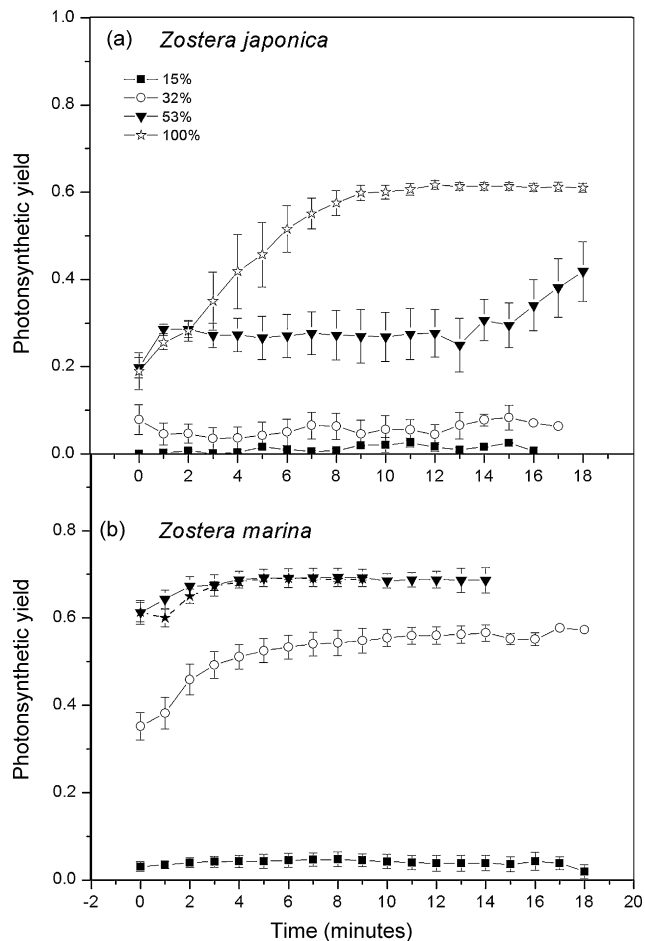 1.0
(a) Zostera japonica
15%
32%
53%
100%
0.8
0.6
0.4
0.2
0.0
Photonsynthetic yield
0 2 4 6 8 10 12 14 16 18
(b) Zostera marina
0.8
0.6
0.4
0.2
0.0
Photonsynthetic yield
-2 0 2 4 6 8 10 12 14 16 18 20
Time (minutes)